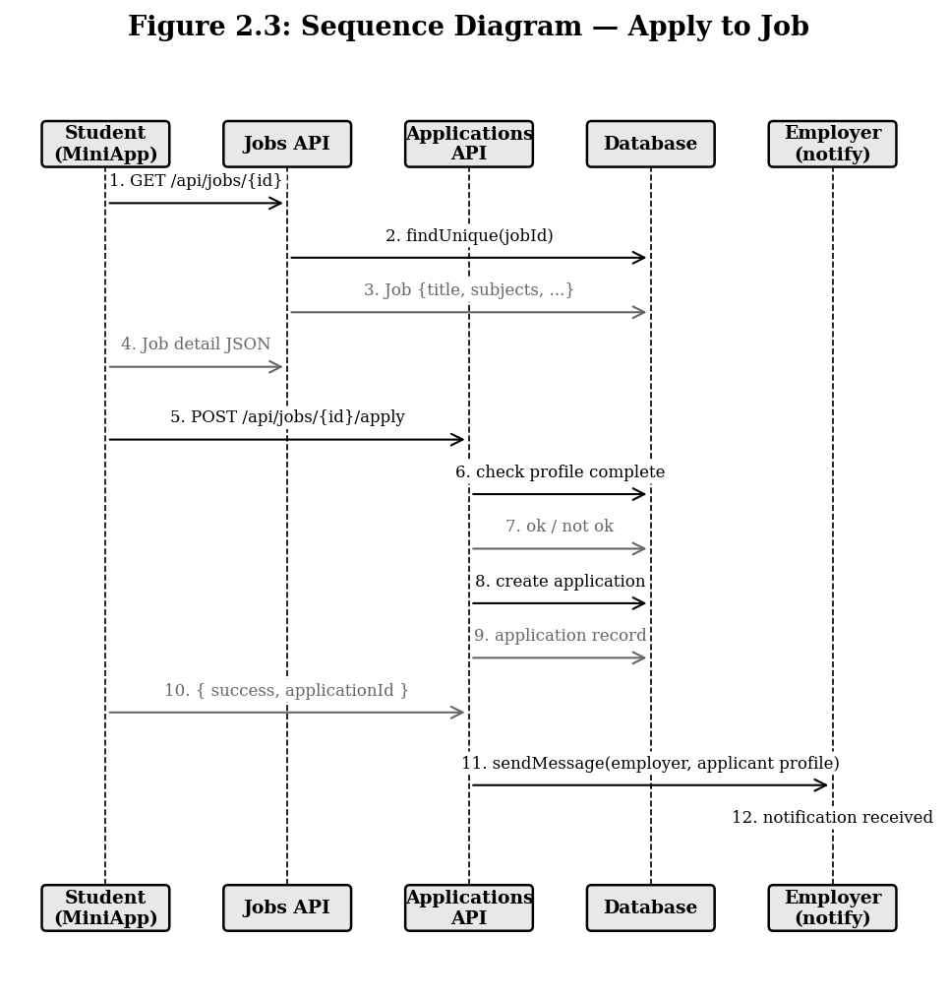 Figure 2.3: Sequence Diagram — Apply to Job
Student
(MiniApp)
Jobs API
Applications
API
Database
Employer
(notify)
1. GET /api/jobs/{id}
2. findUnique(jobId)
3. Job {title, subjects, ...}
4. Job detail JSON
5. POST /api/jobs/{id}/apply
6. check profile complete
7. ok / not ok
8. create application
9. application record
10. { success, applicationId }
11. sendMessage(employer, applicant profile)
12. notification received
Student
(MiniApp)
Jobs API
Applications
API
Database
Employer
(notify)